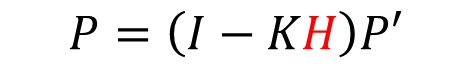 P = (I − KH)P′